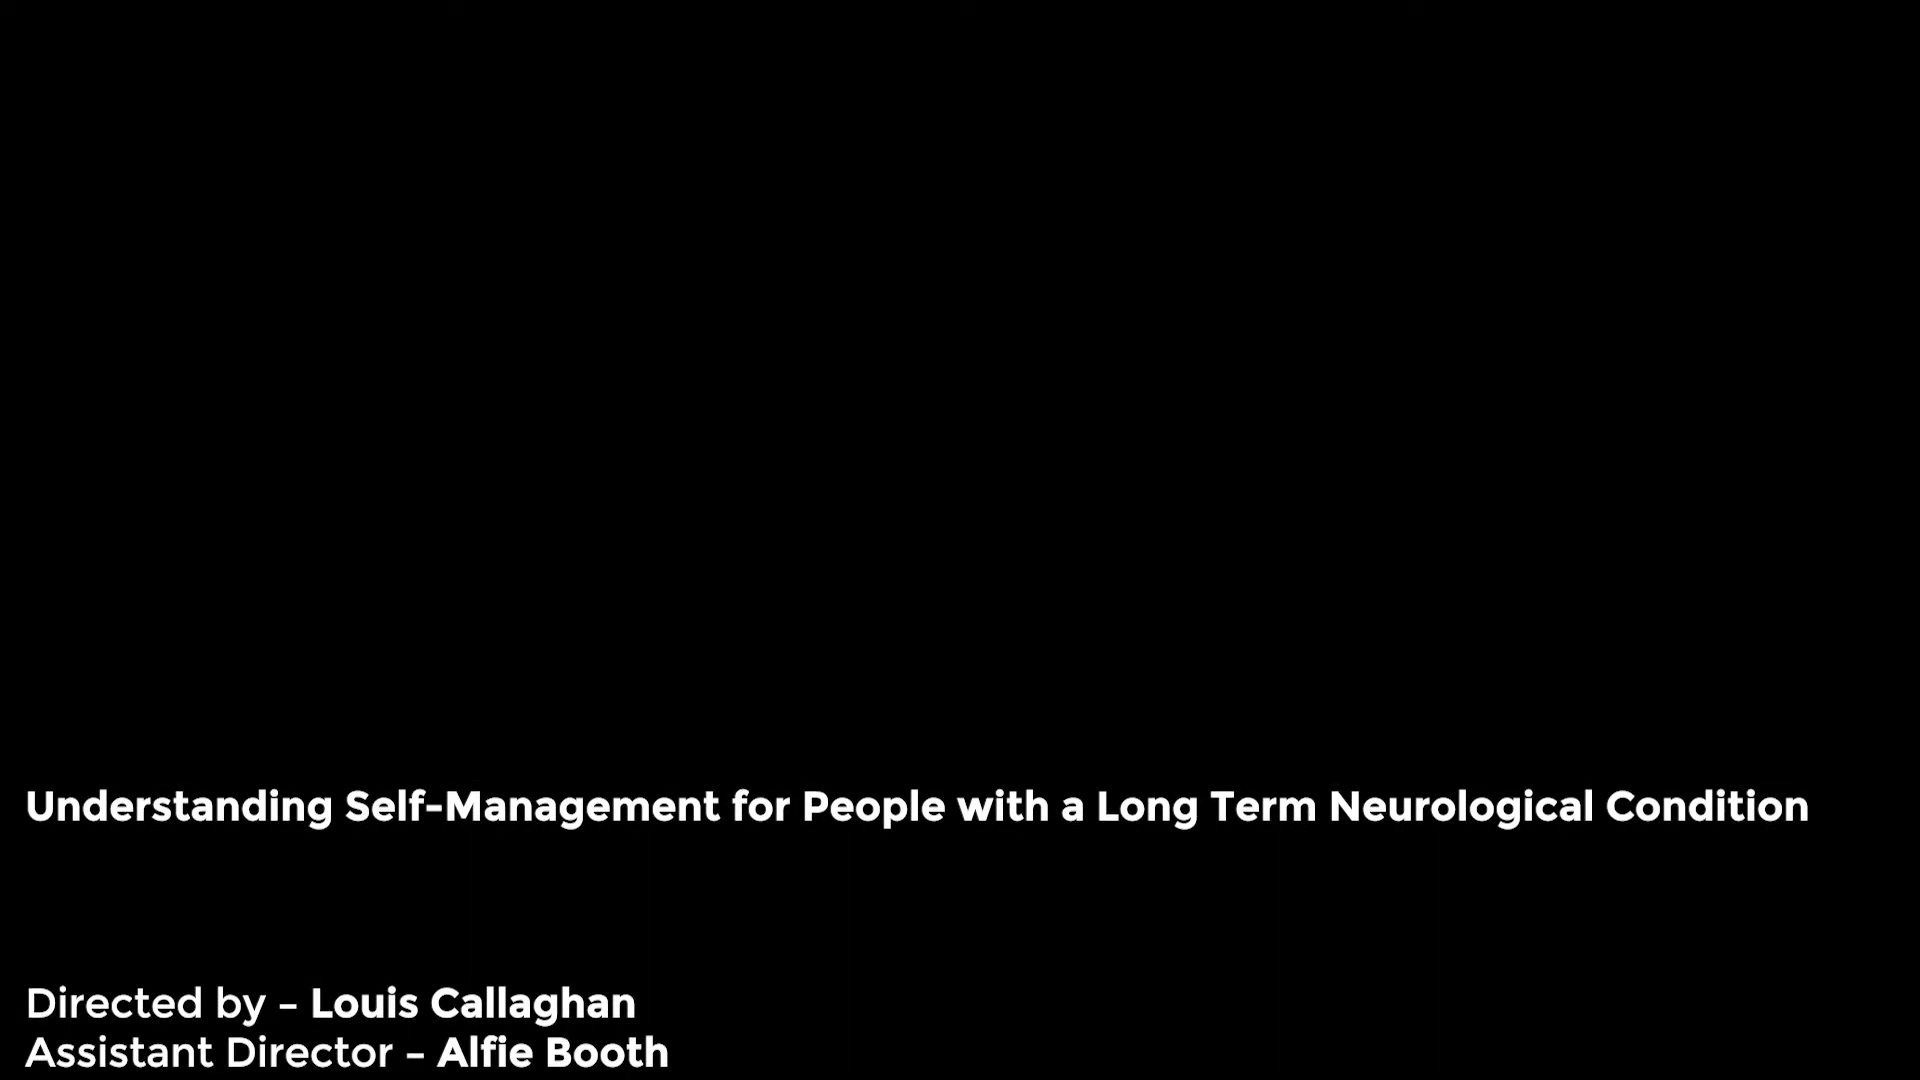 Understanding Self-Management for People with a Long Term Neurological Condition
Directed by – Louis Callaghan
Assistant Director – Alfie Booth